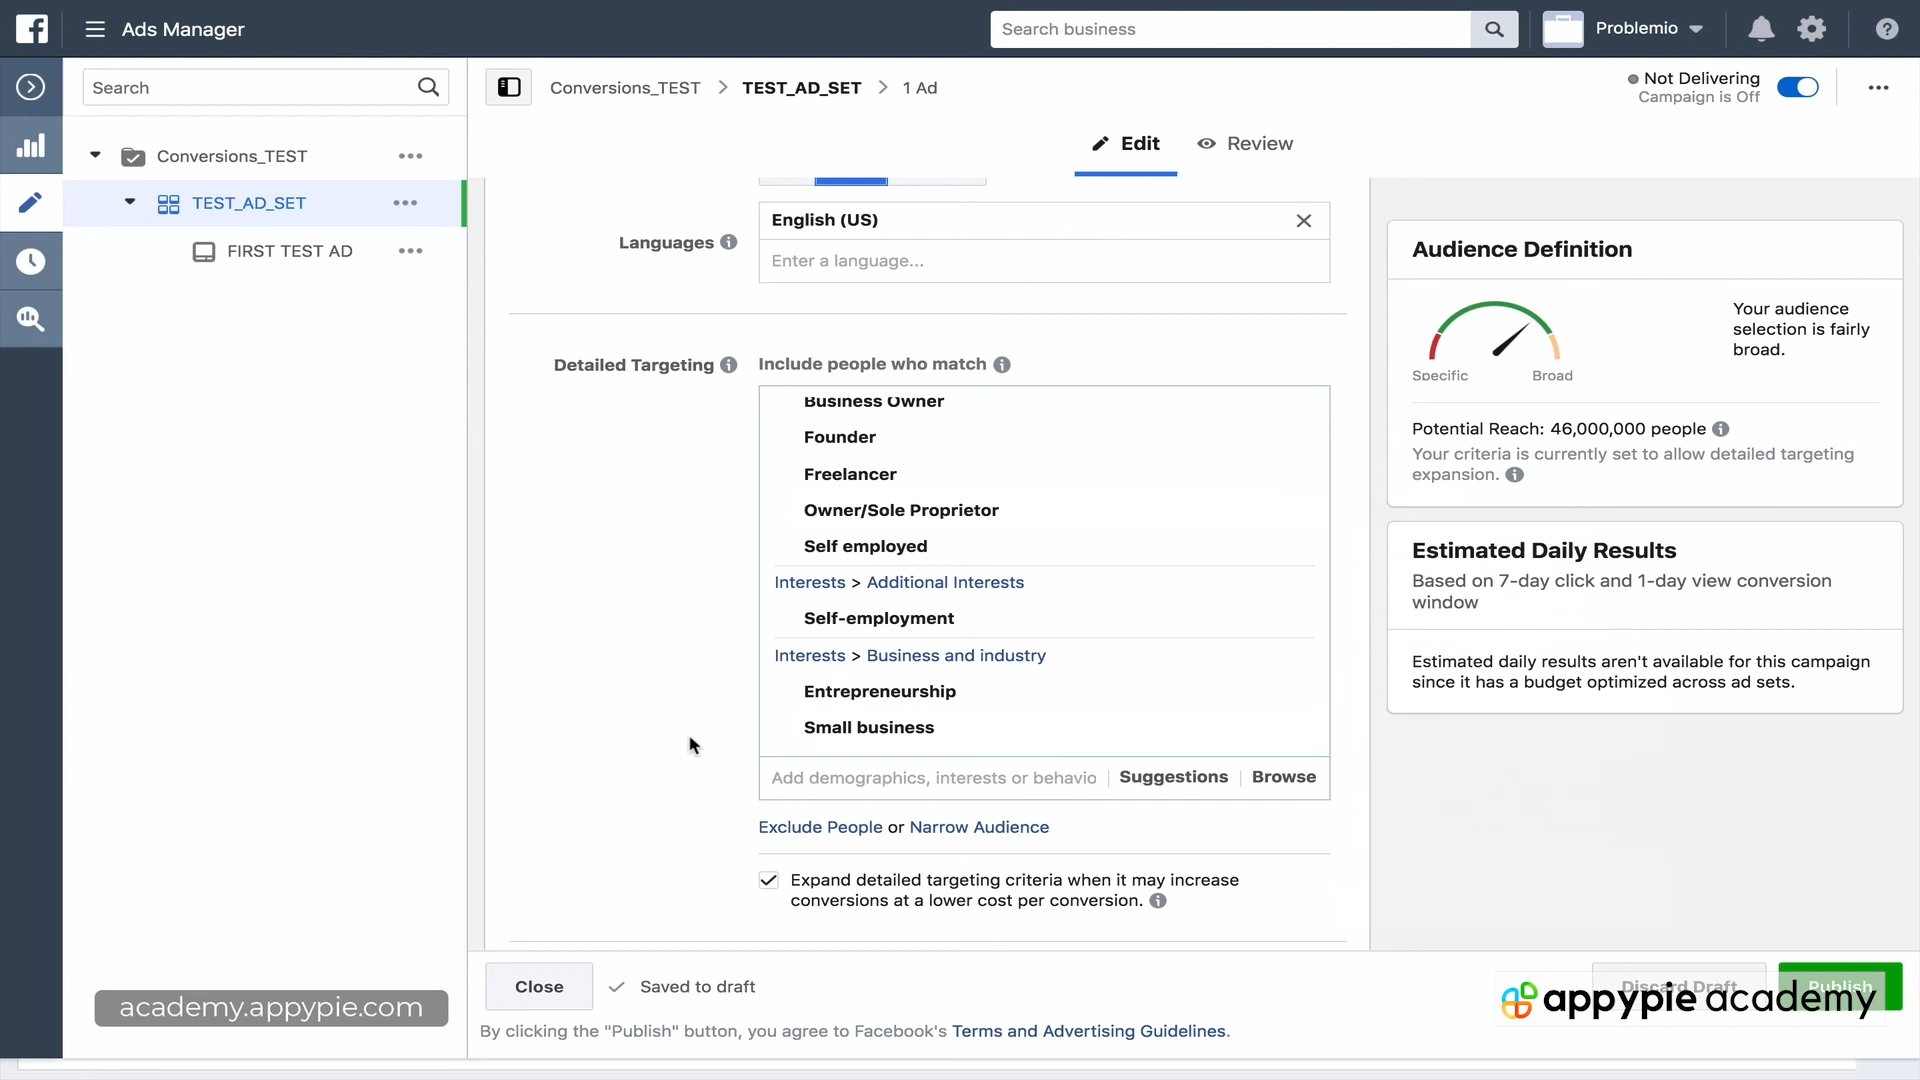 Ads Manager
Search business
Problemio
Search
Conversions_TEST
TEST_AD_SET
FIRST TEST AD
Conversions_TEST > TEST_AD_SET > 1 Ad
Not Delivering
Campaign is Off
Edit
Review
Languages
English (US)
Enter a language...
Detailed Targeting
Include people who match
Business Owner
Founder
Freelancer
Owner/Sole Proprietor
Self employed
Interests > Additional Interests
Self-employment
Interests > Business and industry
Entrepreneurship
Small business
Add demographics, interests or behavio
Suggestions
Browse
Exclude People or Narrow Audience
Expand detailed targeting criteria when it may increase
conversions at a lower cost per conversion.
Audience Definition
Your audience
selection is fairly
broad.
Specific
Broad
Potential Reach: 46,000,000 people
Your criteria is currently set to allow detailed targeting
expansion.
Estimated Daily Results
Based on 7-day click and 1-day view conversion
window
Estimated daily results aren't available for this campaign
since it has a budget optimized across ad sets.
Close
Saved to draft
Discard Draft
Publish
By clicking the "Publish" button, you agree to Facebook's Terms and Advertising Guidelines.
academy.appypie.com
appypie academy